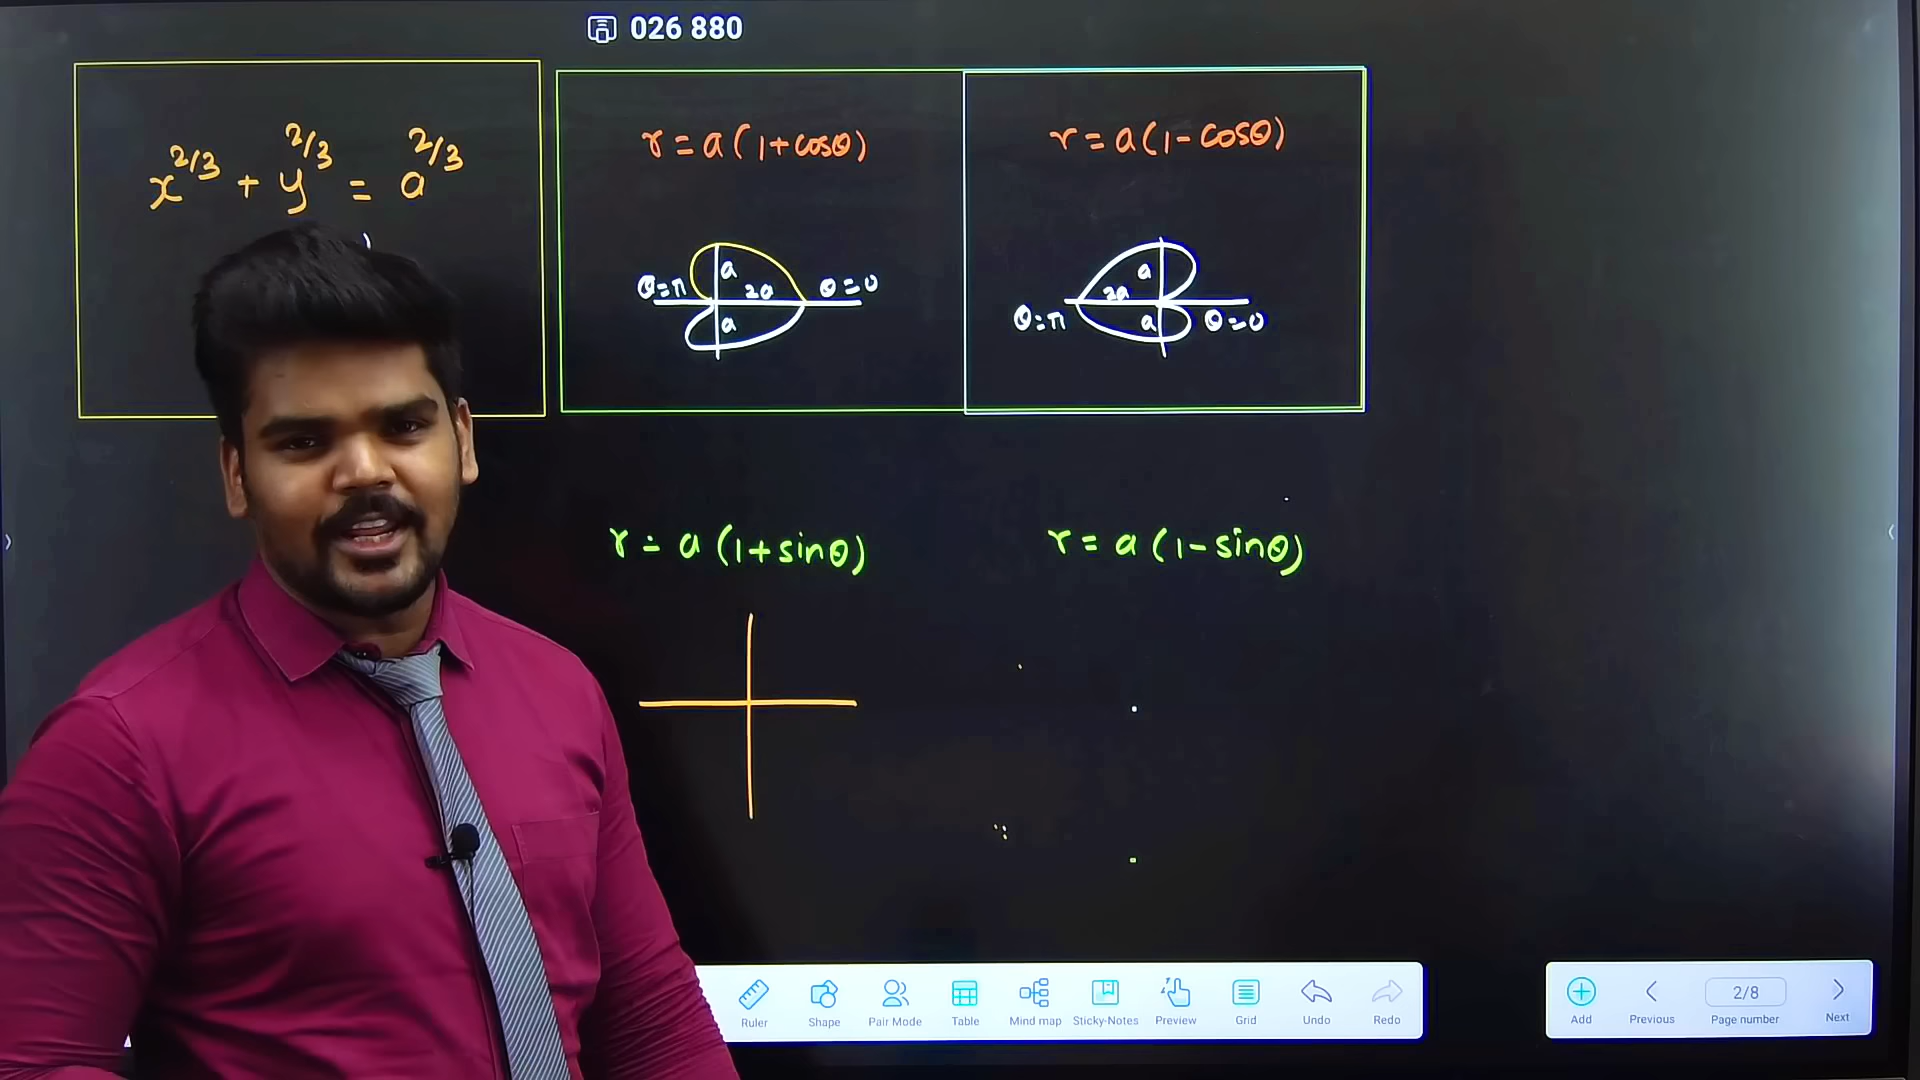 026 880
x^{2/3} + y^{2/3} = a^{2/3}
r = a (1 + cosθ)
a
θ=π 2a θ=0
a
r = a (1 - cosθ)
a
2a
θ=π a θ=0
r = a (1 + sinθ)
r = a (1 - sinθ)
Ruler Shape Pair Mode Table Mind map Sticky-Notes Preview Grid Undo Redo
2/8
Add Previous Page number Next